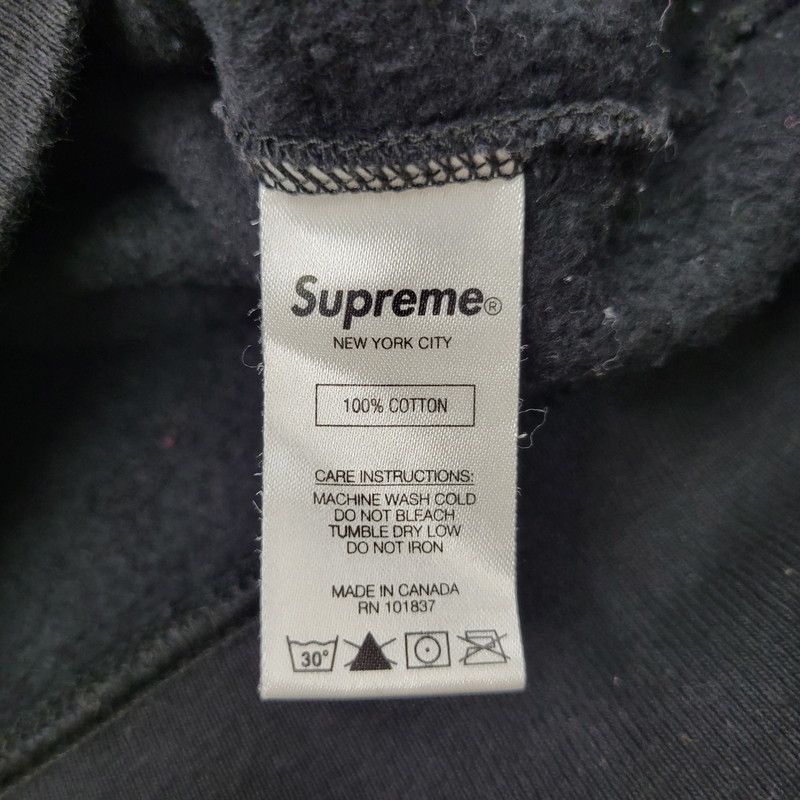 Supreme®
NEW YORK CITY
100% COTTON
CARE INSTRUCTIONS:
MACHINE WASH COLD
DO NOT BLEACH
TUMBLE DRY LOW
DO NOT IRON
MADE IN CANADA
RN 101837
30°